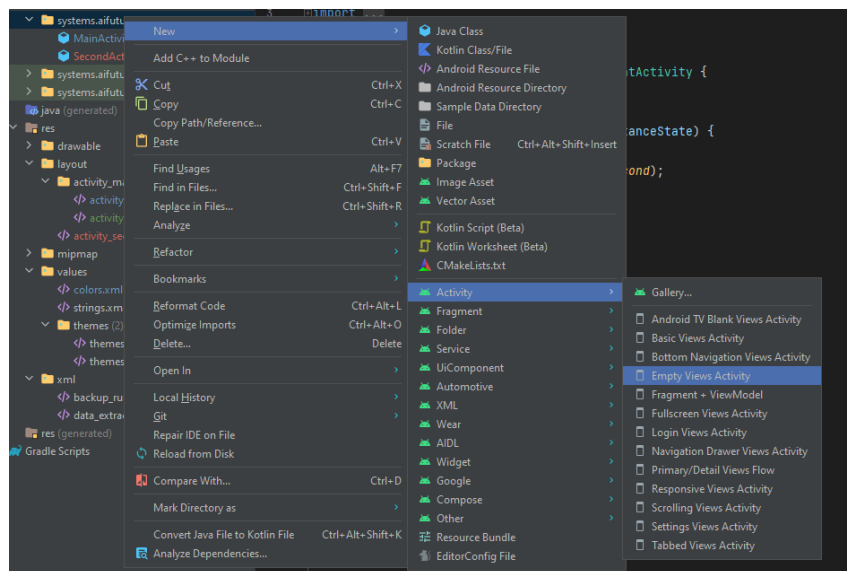 systems.aifutu
MainActivi
SecondAct
systems.aifutu
systems.aifutu
java (generated)
res
drawable
layout
activity_ma
activity
activity
activity_se
mipmap
values
colors.xml
strings.xm
themes (2)
themes
themes
xml
backup_ru
data_extra
res (generated)
Gradle Scripts
New
Add C++ to Module
Cut Ctrl+X
Copy Ctrl+C
Copy Path/Reference...
Paste Ctrl+V
Find Usages Alt+F7
Find in Files... Ctrl+Shift+F
Replace in Files... Ctrl+Shift+R
Analyze
Refactor
Bookmarks
Reformat Code Ctrl+Alt+L
Optimize Imports Ctrl+Alt+O
Delete... Delete
Open In
Local History
Git
Repair IDE on File
Reload from Disk
Compare With... Ctrl+D
Mark Directory as
Convert Java File to Kotlin File Ctrl+Alt+Shift+K
Analyze Dependencies...
3 import ...
ntActivity {
anceState) {
ond);
Java Class
Kotlin Class/File
Android Resource File
Android Resource Directory
Sample Data Directory
File
Scratch File Ctrl+Alt+Shift+Insert
Package
Image Asset
Vector Asset
Kotlin Script (Beta)
Kotlin Worksheet (Beta)
CMakeLists.txt
Activity
Fragment
Folder
Service
UiComponent
Automotive
XML
Wear
AIDL
Widget
Google
Compose
Other
Resource Bundle
EditorConfig File
Gallery...
Android TV Blank Views Activity
Basic Views Activity
Bottom Navigation Views Activity
Empty Views Activity
Fragment + ViewModel
Fullscreen Views Activity
Login Views Activity
Navigation Drawer Views Activity
Primary/Detail Views Flow
Responsive Views Activity
Scrolling Views Activity
Settings Views Activity
Tabbed Views Activity